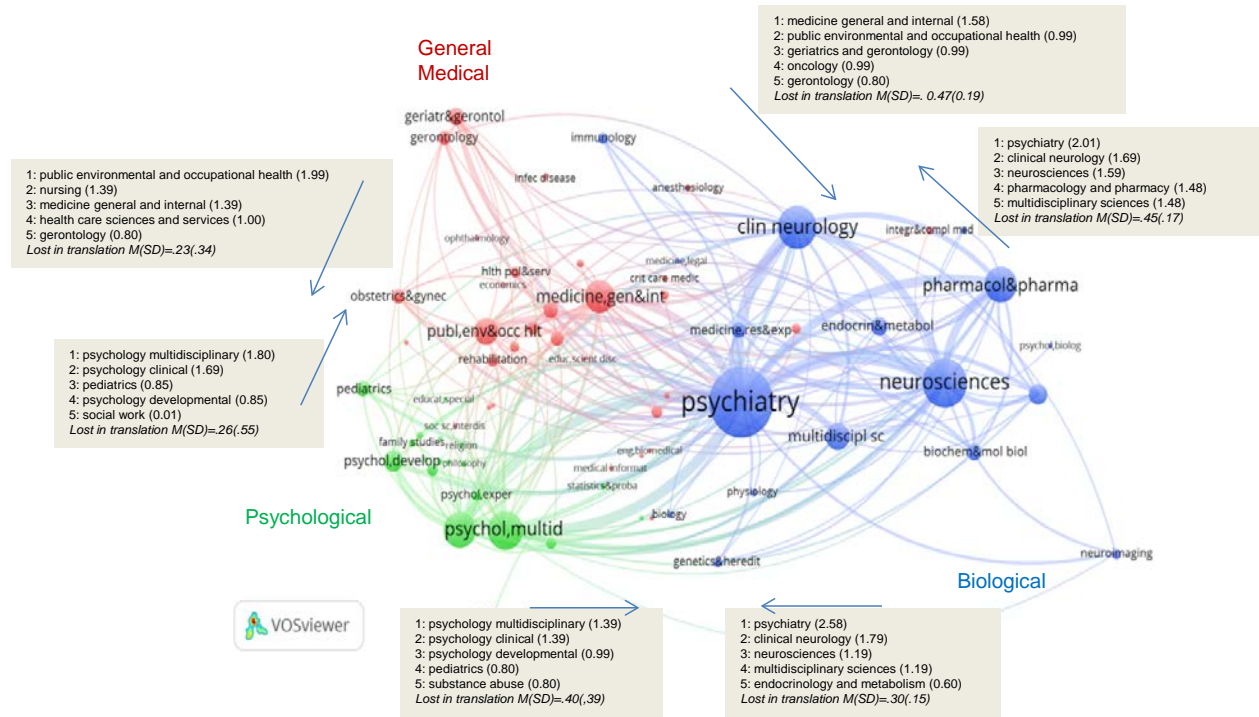 General
Medical
1: medicine general and internal (1.58)
2: public environmental and occupational health (0.99)
3: geriatrics and gerontology (0.99)
4: oncology (0.99)
5: gerontology (0.80)
Lost in translation M(SD)=. 0.47(0.19)
1: psychiatry (2.01)
2: clinical neurology (1.69)
3: neurosciences (1.59)
4: pharmacology and pharmacy (1.48)
5: multidisciplinary sciences (1.48)
Lost in translation M(SD)=.45(.17)
1: public environmental and occupational health (1.99)
2: nursing (1.39)
3: medicine general and internal (1.39)
4: health care sciences and services (1.00)
5: gerontology (0.80)
Lost in translation M(SD)=.23(.34)
1: psychology multidisciplinary (1.80)
2: psychology clinical (1.69)
3: pediatrics (0.85)
4: psychology developmental (0.85)
5: social work (0.01)
Lost in translation M(SD)=.26(.55)
geriatr&gerontol
gerontology
immunology
infec disease
anesthesiology
clin neurology
integr&compl med
ophthalmology
medicine,legal
hlth pol&serv
economics
crit care medic
pharmacol&pharma
obstetrics&gynec
medicine,gen&int
publ,env&occ hlt
medicine,res&exp
endocrin&metabol
psychol,biolog
rehabilitation
educ,scient disc
pediatrics
neurosciences
educat,special
psychiatry
soc sc,interdis
multidiscipl sc
family studies
religion
eng,biomedical
biochem&mol biol
psychol,develop
philosophy
medical informat
statistics&proba
psychol,exper
physiology
biology
psychol,multid
genetics&heredit
neuroimaging
Psychological
Biological
VOSviewer
1: psychology multidisciplinary (1.39)
2: psychology clinical (1.39)
3: psychology developmental (0.99)
4: pediatrics (0.80)
5: substance abuse (0.80)
Lost in translation M(SD)=.40(,39)
1: psychiatry (2.58)
2: clinical neurology (1.79)
3: neurosciences (1.19)
4: multidisciplinary sciences (1.19)
5: endocrinology and metabolism (0.60)
Lost in translation M(SD)=.30(.15)